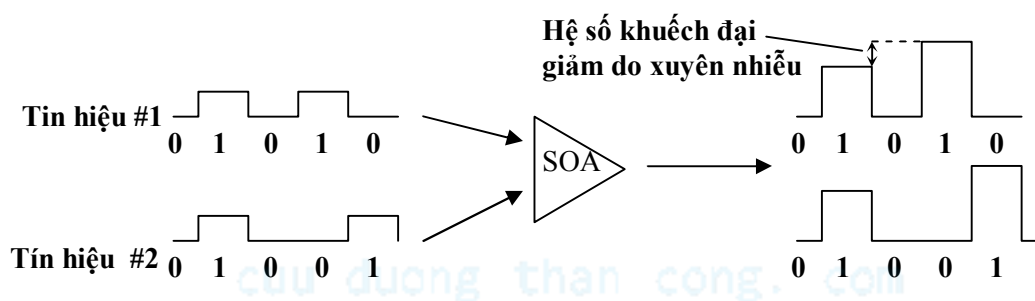 Hệ số khuếch đại
giảm do xuyên nhiễu
Tin hiệu #1
0 1 0 1 0
SOA
0 1 0 1 0
Tín hiệu #2
0 1 0 0 1
0 1 0 0 1
cuu duong than cong. com